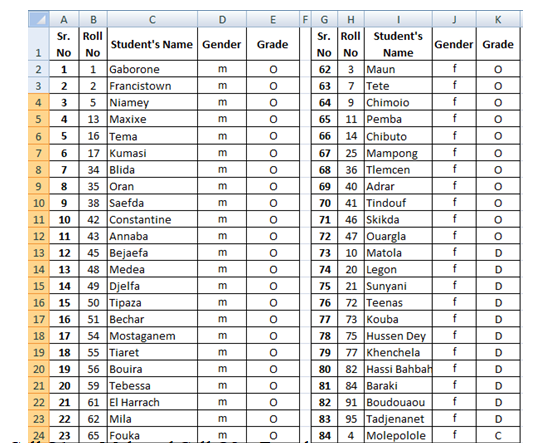 A B C D E F G H I J K
1 Sr. No Roll No Student's Name Gender Grade Sr. No Roll No Student's Name Gender Grade
2 1 1 Gaborone m O 62 3 Maun f O
3 2 2 Francistown m O 63 7 Tete f O
4 3 5 Niamey m O 64 9 Chimoio f O
5 4 13 Maxixe m O 65 11 Pemba f O
6 5 16 Tema m O 66 14 Chibuto f O
7 6 17 Kumasi m O 67 25 Mampong f O
8 7 34 Blida m O 68 36 Tlemcen f O
9 8 35 Oran m O 69 40 Adrar f O
10 9 38 Saefda m O 70 41 Tindouf f O
11 10 42 Constantine m O 71 46 Skikda f O
12 11 43 Annaba m O 72 47 Ouargla f O
13 12 45 Bejaefa m O 73 10 Matola f D
14 13 48 Medea m O 74 20 Legon f D
15 14 49 Djelfa m O 75 21 Sunyani f D
16 15 50 Tipaza m O 76 72 Teenas f D
17 16 51 Bechar m O 77 73 Kouba f D
18 17 54 Mostaganem m O 78 75 Hussen Dey f D
19 18 55 Tiaret m O 79 77 Khenchela f D
20 19 56 Bouira m O 80 82 Hassi Bahbah f D
21 20 59 Tebessa m O 81 84 Baraki f D
22 21 61 El Harrach m O 82 91 Boudouaou f D
23 22 62 Mila m O 83 95 Tadjenanet f D
24 23 65 Fouka m O 84 4 Molepolole f C